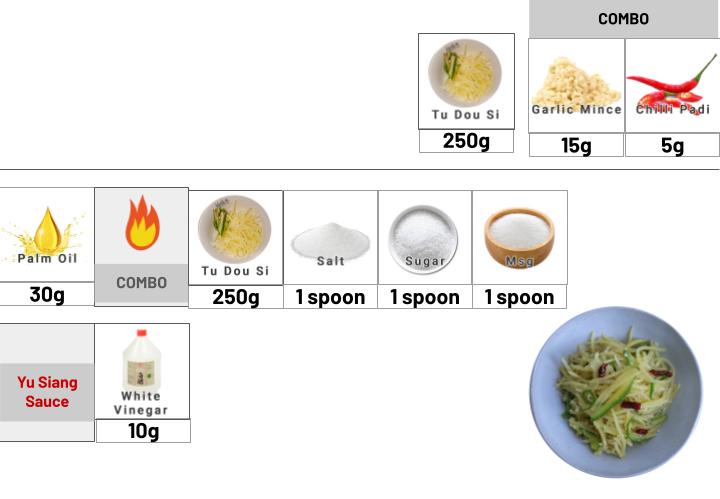 COMBO
Tu Dou Si
Garlic Mince
Chilli Padi
250g
15g
5g
Palm Oil
COMBO
Tu Dou Si
Salt
Sugar
Msg
30g
250g
1 spoon
1 spoon
1 spoon
Yu Siang
Sauce
White
Vinegar
10g